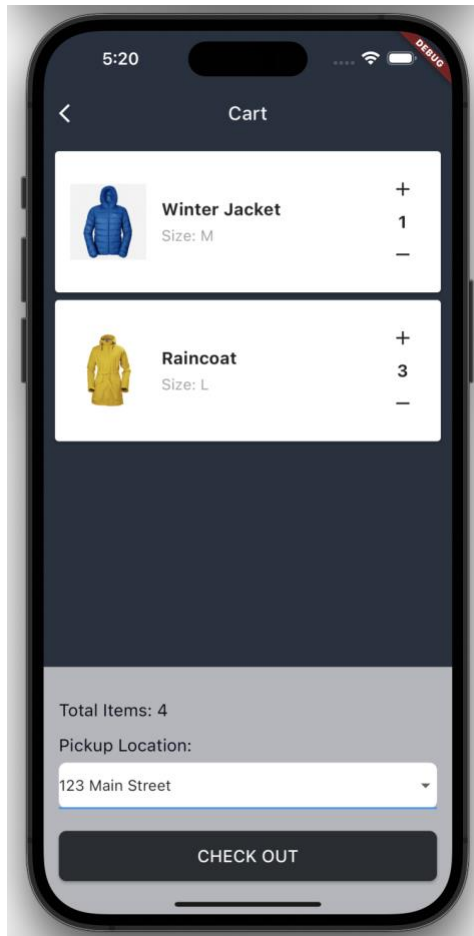 5:20
DEBUG
Cart
Winter Jacket
Size: M
+
1
−
Raincoat
Size: L
+
3
−
Total Items: 4
Pickup Location:
123 Main Street
CHECK OUT